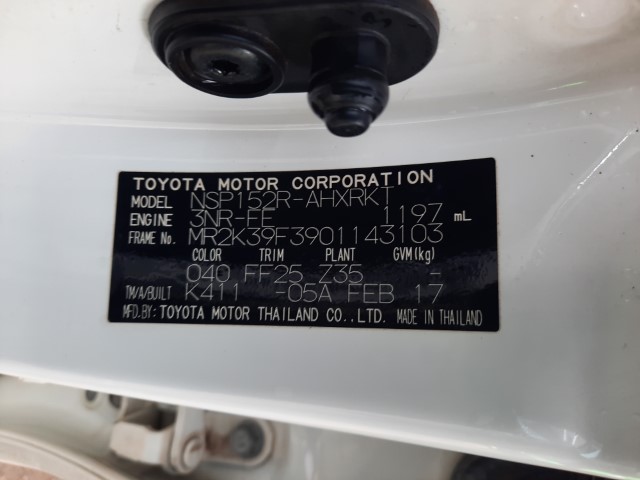 TOYOTA MOTOR CORPORATION
MODEL NSP152R-AHXRKT
ENGINE 3NR-FE 1197 mL
FRAME No. MR2K39F3901143103
COLOR TRIM PLANT GVM(kg)
040 FF25 Z35 -
TM/A/BUILT K411 -05A FEB 17
MFD.BY:TOYOTA MOTOR THAILAND CO.,LTD. MADE IN THAILAND